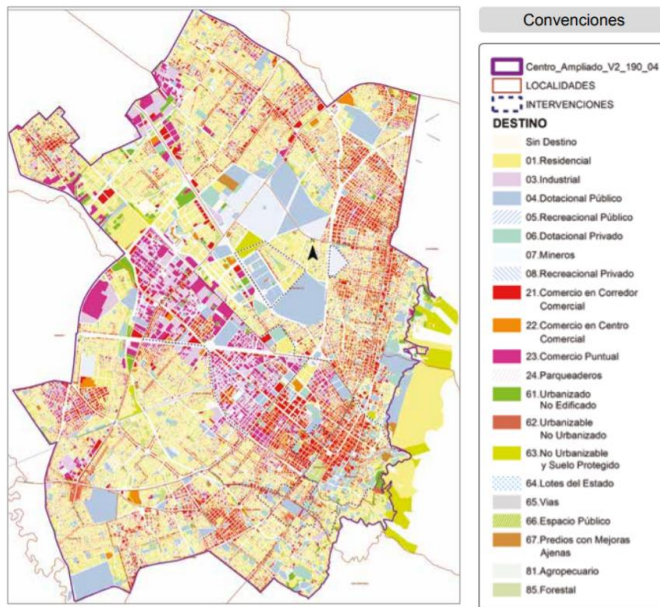 Convenciones
Centro_Ampliado_V2_190_04
LOCALIDADES
INTERVENCIONES
DESTINO
Sin Destino
01.Residencial
03.Industrial
04.Dotacional Público
05.Recreacional Público
06.Dotacional Privado
07.Mineros
08.Recreacional Privado
21.Comercio en Corredor
Comercial
22.Comercio en Centro
Comercial
23.Comercio Puntual
24.Parqueaderos
61.Urbanizado
No Edificado
62.Urbanizable
No Urbanizado
63.No Urbanizable
y Suelo Protegido
64.Lotes del Estado
65.Vias
66.Espacio Público
67.Predios con Mejoras
Ajenas
81.Agropecuario
85.Forestal